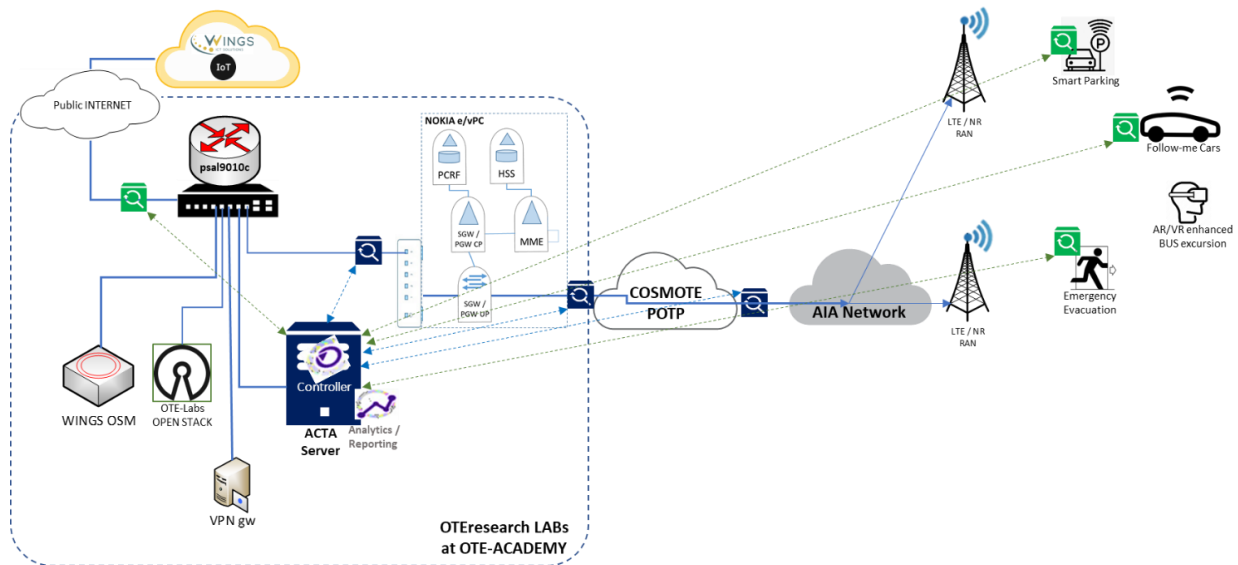 WINGS
ICT SOLUTIONS
IoT
Public INTERNET
psal9010c
NOKIA e/vPC
PCRF
HSS
SGW /
PGW CP
MME
SGW /
PGW UP
WINGS OSM
OTE-Labs
OPEN STACK
VPN gw
Controller
ACTA
Server
Analytics /
Reporting
OTEresearch LABs
at OTE-ACADEMY
COSMOTE
POTP
AIA Network
LTE / NR
RAN
LTE / NR
RAN
P
Smart Parking
Follow-me Cars
AR/VR enhanced
BUS excursion
Emergency
Evacuation